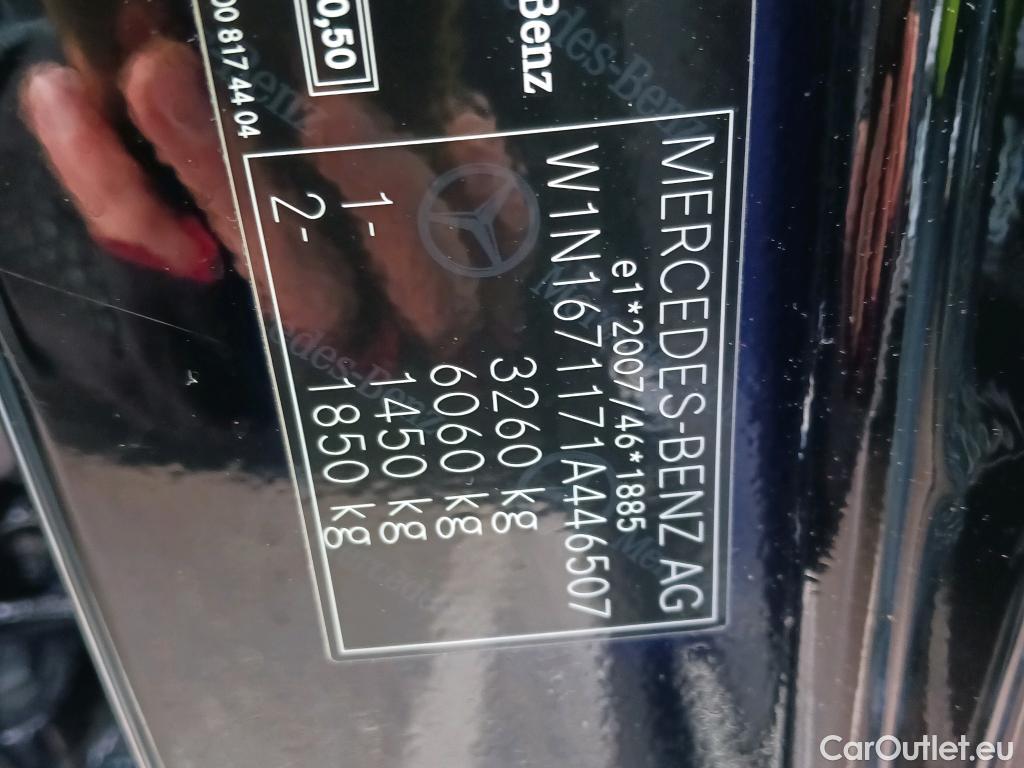 Benz
0,50
00 817 44 04
MERCEDES-BENZ AG
e1*2007/46*1885
W1N1671171A446507
3260 kg
6060 kg
1- 1450 kg
2- 1850 kg
CarOutlet.eu